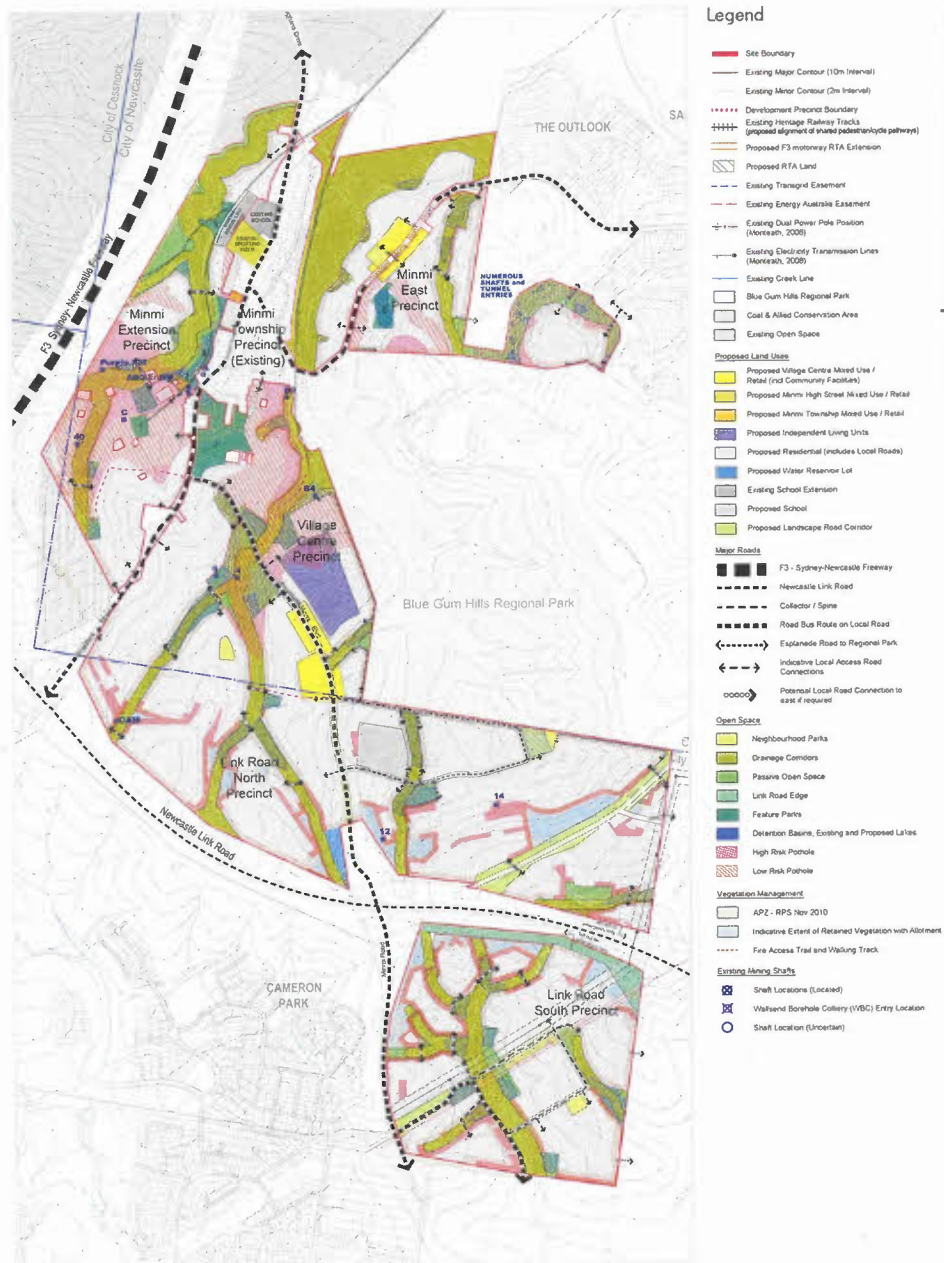 Legend
Site Boundary
Existing Major Contour (10m Interval)
Existing Minor Contour (2m Interval)
Development Precinct Boundary
Existing Heritage Railway Tracks
(proposed alignment of shared pedestrian/cycle pathways)
Proposed F3 motorway RTA Extension
Proposed RTA Land
Existing Transgrid Easement
Existing Energy Australia Easement
Existing Dual Power Pole Position
(Monteath, 2008)
Existing Electricity Transmission Lines
(Monteath, 2008)
Existing Creek Line
Blue Gum Hills Regional Park
Coal & Allied Conservation Area
Existing Open Space
Proposed Land Uses
Proposed Village Centre Mixed Use /
Retail (incl Community Facilities)
Proposed Minmi High Street Mixed Use / Retail
Proposed Minmi Township Mixed Use / Retail
Proposed Independent Living Units
Proposed Residential (includes Local Roads)
Proposed Water Reservoir Lot
Existing School Extension
Proposed School
Proposed Landscape Road Corridor
Major Roads
F3 - Sydney-Newcastle Freeway
Newcastle Link Road
Collector / Spine
Road Bus Route on Local Road
Esplanade Road to Regional Park
Indicative Local Access Road
Connections
Potential Local Road Connection to
east if required
Open Space
Neighbourhood Parks
Drainage Corridors
Passive Open Space
Link Road Edge
Feature Parks
Detention Basins, Existing and Proposed Lakes
High Risk Pothole
Low Risk Pothole
Vegetation Management
APZ - RPS Nov 2010
Indicative Extent of Retained Vegetation with Allotment
Fire Access Trail and Walking Track
Existing Mining Shafts
Shaft Locations (Located)
Wallsend Borehole Colliery (WBC) Entry Location
Shaft Location (Uncertain)
City of Cessnock
City of Newcastle
THE OUTLOOK
SA
F3 Sydney-Newcastle Freeway
EXISTING
SCHOOL
Minmi
East
Precinct
NUMEROUS
SHAFTS and
TUNNEL
ENTRIES
Minmi
Extension
Precinct
Minmi
Township
Precinct
(Existing)
C
B
40
B4
Village
Centre
Precinct
Blue Gum Hills Regional Park
Link Road
North
Precinct
14
12
Newcastle Link Road
Minmi Road
CAMERON
PARK
Link Road
South Precinct